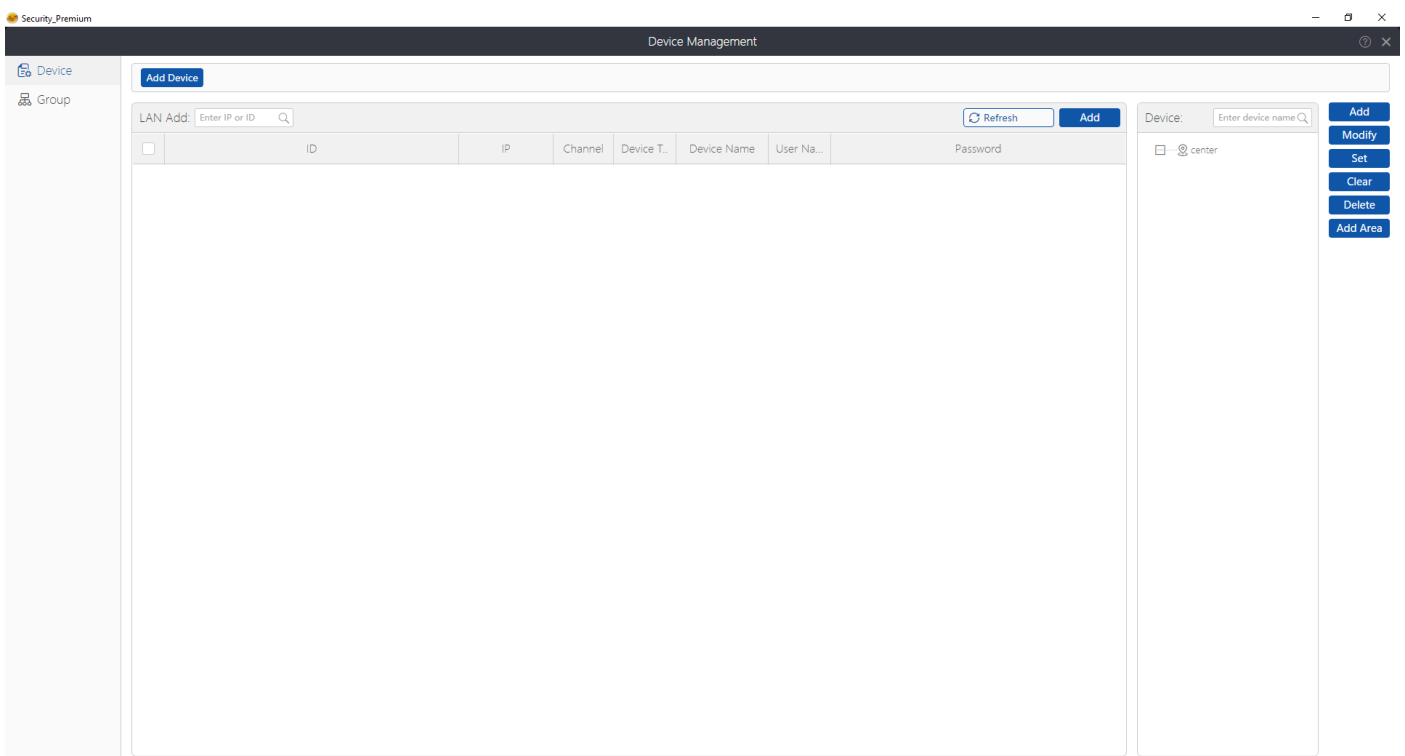 Security_Premium
Device Management
Device
Group
Add Device
LAN Add: Enter IP or ID
Refresh
Add
ID IP Channel Device T.. Device Name User Na... Password
Device: Enter device name
center
Add
Modify
Set
Clear
Delete
Add Area